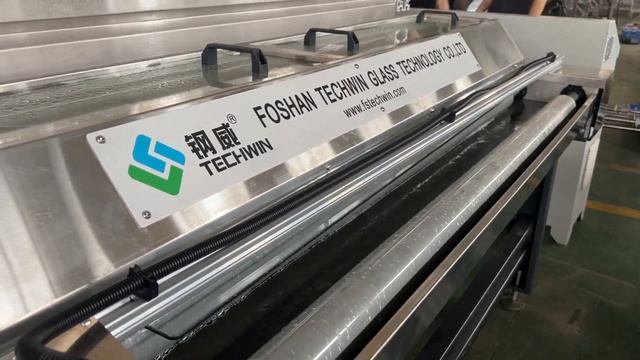 钢威®
TECHWIN
FOSHAN TECHWIN GLASS TECHNOLOGY CO.,LTD
www.fstechwin.com